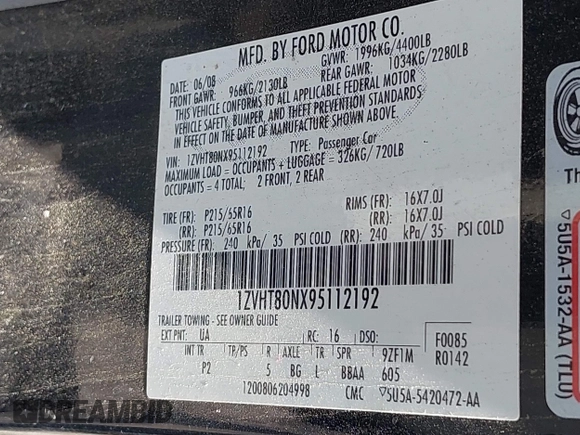 MFD. BY FORD MOTOR CO.
DATE: 06/08 GVWR: 1996KG/4400LB
FRONT GAWR: 966KG/2130LB REAR GAWR: 1034KG/2280LB
THIS VEHICLE CONFORMS TO ALL APPLICABLE FEDERAL MOTOR
VEHICLE SAFETY, BUMPER, AND THEFT PREVENTION STANDARDS
IN EFFECT ON THE DATE OF MANUFACTURE SHOWN ABOVE.
VIN: 1ZVHT80NX95112192 TYPE: Passenger Car
MAXIMUM LOAD = OCCUPANTS + LUGGAGE = 326KG/720LB
OCCUPANTS = 4 TOTAL; 2 FRONT, 2 REAR
TIRE (FR): P215/65R16 RIMS (FR): 16X7.0J
(RR): P215/65R16 (RR): 16X7.0J
PRESSURE (FR): 240 kPa/ 35 PSI COLD (RR): 240 kPa/ 35 PSI COLD
1ZVHT80NX95112192
TRAILER TOWING - SEE OWNER GUIDE
EXT PNT: UA RC: 16 DSO: F0085
INT TR TP/PS R AXLE TR SPR 9ZF1M R0142
P2 5 BG L BBAA 605
1200806204998 CMC ▽5U5A-5420472-AA
Th
▽5U5A-1532-AA (TLU)
DREAMBID